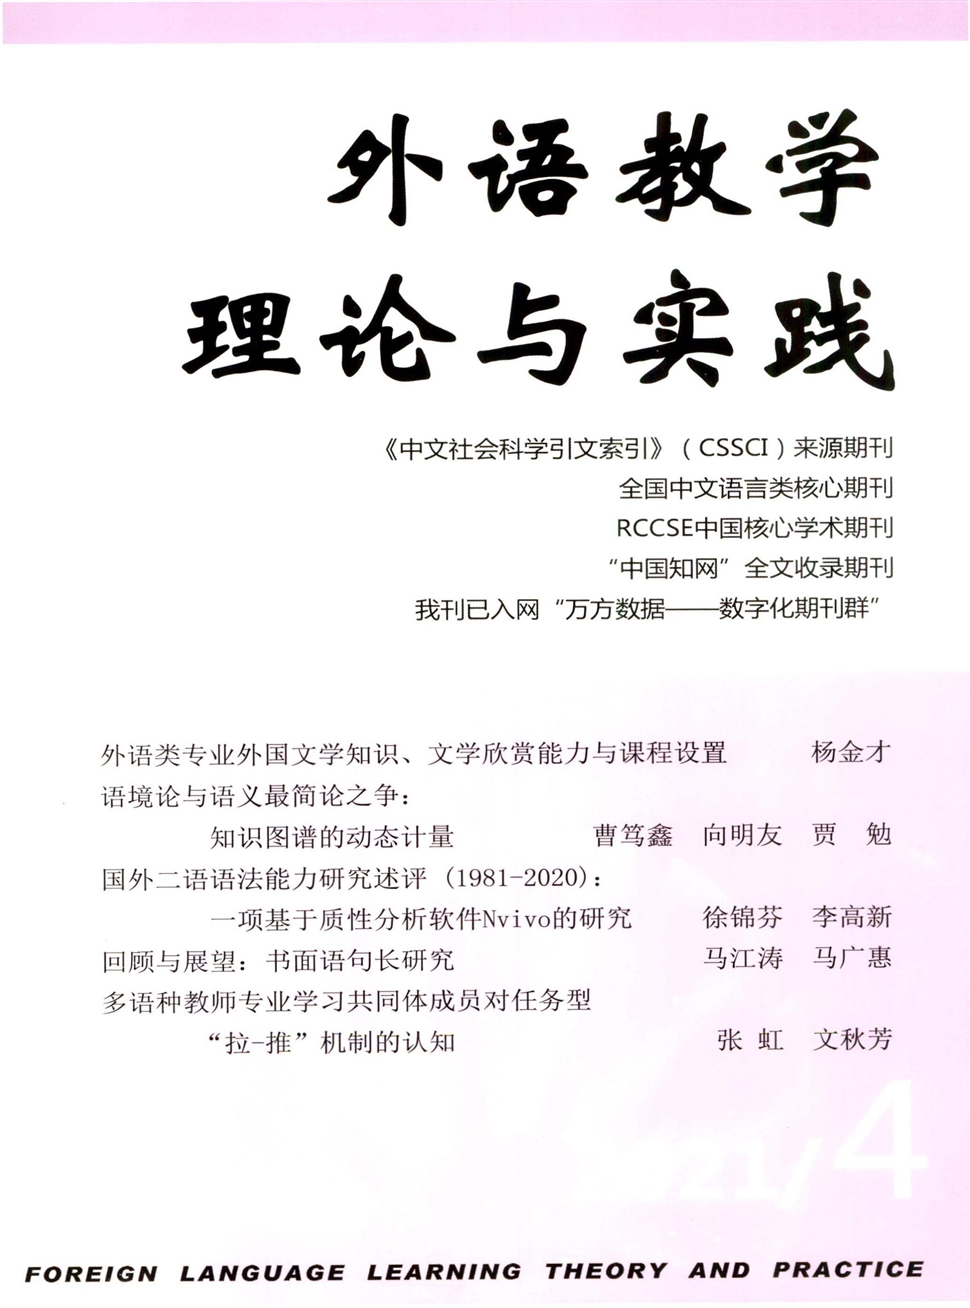 外语教学
理论与实践
《中文社会科学引文索引》（CSSCI）来源期刊
全国中文语言类核心期刊
RCCSE中国核心学术期刊
“中国知网”全文收录期刊
我刊已入网“万方数据——数字化期刊群”
外语类专业外国文学知识、文学欣赏能力与课程设置 杨金才
语境论与语义最简论之争：
知识图谱的动态计量 曹笃鑫 向明友 贾 勉
国外二语语法能力研究述评（1981-2020）：
一项基于质性分析软件Nvivo的研究 徐锦芬 李高新
回顾与展望：书面语句长研究 马江涛 马广惠
多语种教师专业学习共同体成员对任务型
“拉-推”机制的认知 张 虹 文秋芳
2021/4
FOREIGN LANGUAGE LEARNING THEORY AND PRACTICE